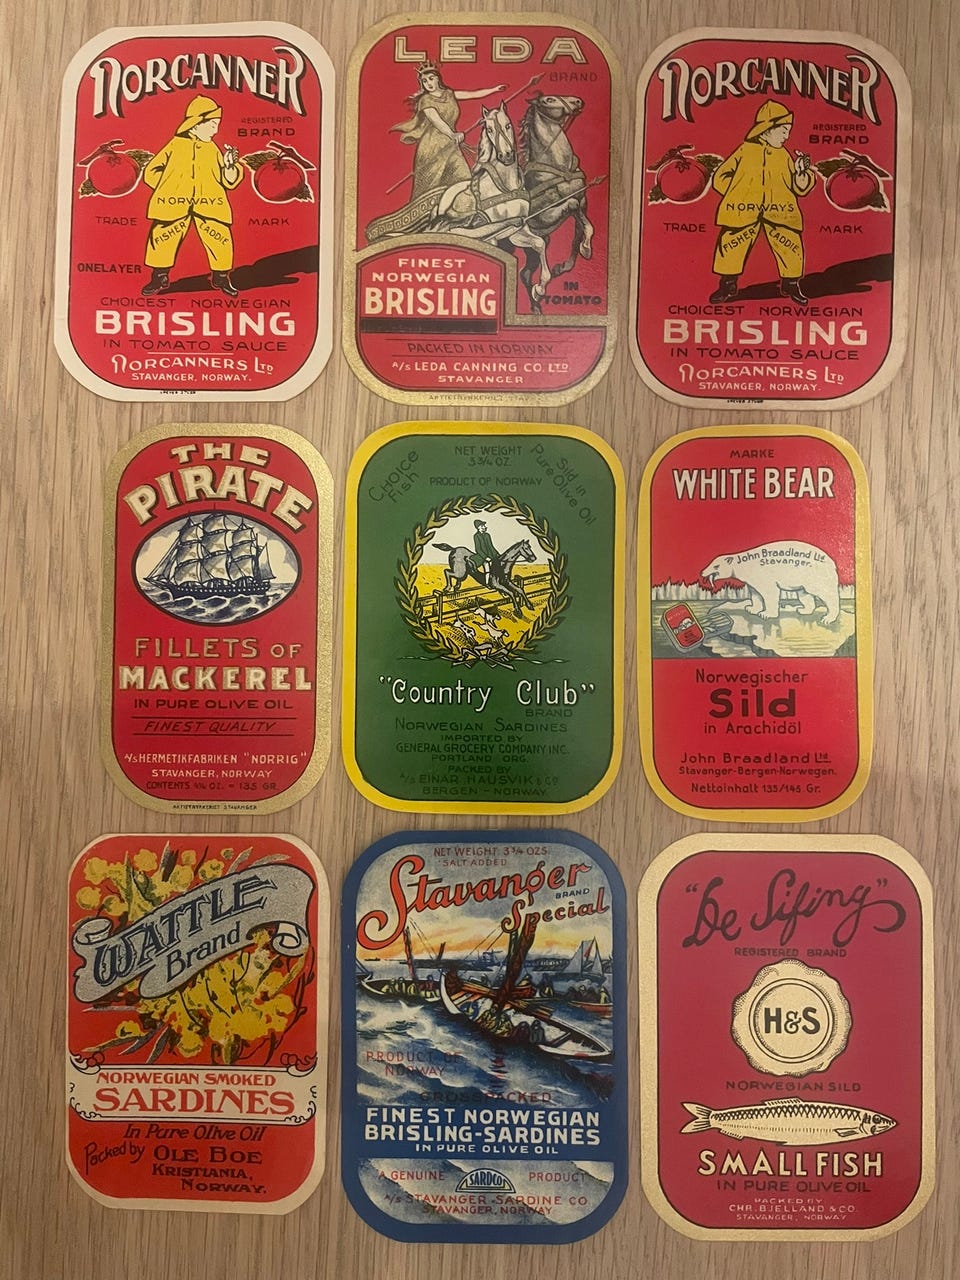 NORCANNER
REGISTERED
BRAND
NORWAYS
TRADE MARK
FISHER LADDIE
ONELAYER
CHOICEST NORWEGIAN
BRISLING
IN TOMATO SAUCE
NORCANNERS LTD
STAVANGER, NORWAY.
LEDA
BRAND
FINEST
NORWEGIAN
BRISLING
IN
TOMATO
PACKED IN NORWAY
A/S LEDA CANNING CO. LTD
STAVANGER
NORCANNER
REGISTERED
BRAND
NORWAYS
TRADE MARK
FISHER LADDIE
CHOICEST NORWEGIAN
BRISLING
IN TOMATO SAUCE
NORCANNERS LTD
STAVANGER, NORWAY.
THE
PIRATE
FILLETS OF
MACKEREL
IN PURE OLIVE OIL
FINEST QUALITY
A/S HERMETIKFABRIKEN "NORRIG"
STAVANGER, NORWAY
CONTENTS 4¾ OZ. = 135 GR.
AKTIETRYKKERIET STAVANGER
NET WEIGHT
3¾ OZ.
Choice
Fish
Sild in
Pure Olive Oil
PRODUCT OF NORWAY
"Country Club"
BRAND
NORWEGIAN SARDINES
IMPORTED BY
GENERAL GROCERY COMPANY INC.
PORTLAND ORG.
PACKED BY
A/S EINAR HAUSVIK & CO
BERGEN - NORWAY
MARKE
WHITE BEAR
John Braadland Ltd
Stavanger.
Norwegischer
Sild
in Arachidöl
John Braadland Ltd.
Stavanger-Bergen-Norwegen.
Nettoinhalt 135/145 Gr.
WATTLE
Brand
NORWEGIAN SMOKED
SARDINES
In Pure Olive Oil
Packed by OLE BOE
KRISTIANIA,
NORWAY.
NET WEIGHT 3¾ OZS.
SALT ADDED
Stavanger
BRAND
Special
PRODUCT OF
NORWAY
CROSSPACKED
FINEST NORWEGIAN
BRISLING-SARDINES
IN PURE OLIVE OIL
A GENUINE SARDCO PRODUCT
A/S STAVANGER SARDINE CO
STAVANGER, NORWAY
"De Sifing"
REGISTERED BRAND
H&S
NORWEGIAN SILD
SMALL FISH
IN PURE OLIVE OIL
PACKED BY
CHR. BJELLAND & CO.
STAVANGER, NORWAY